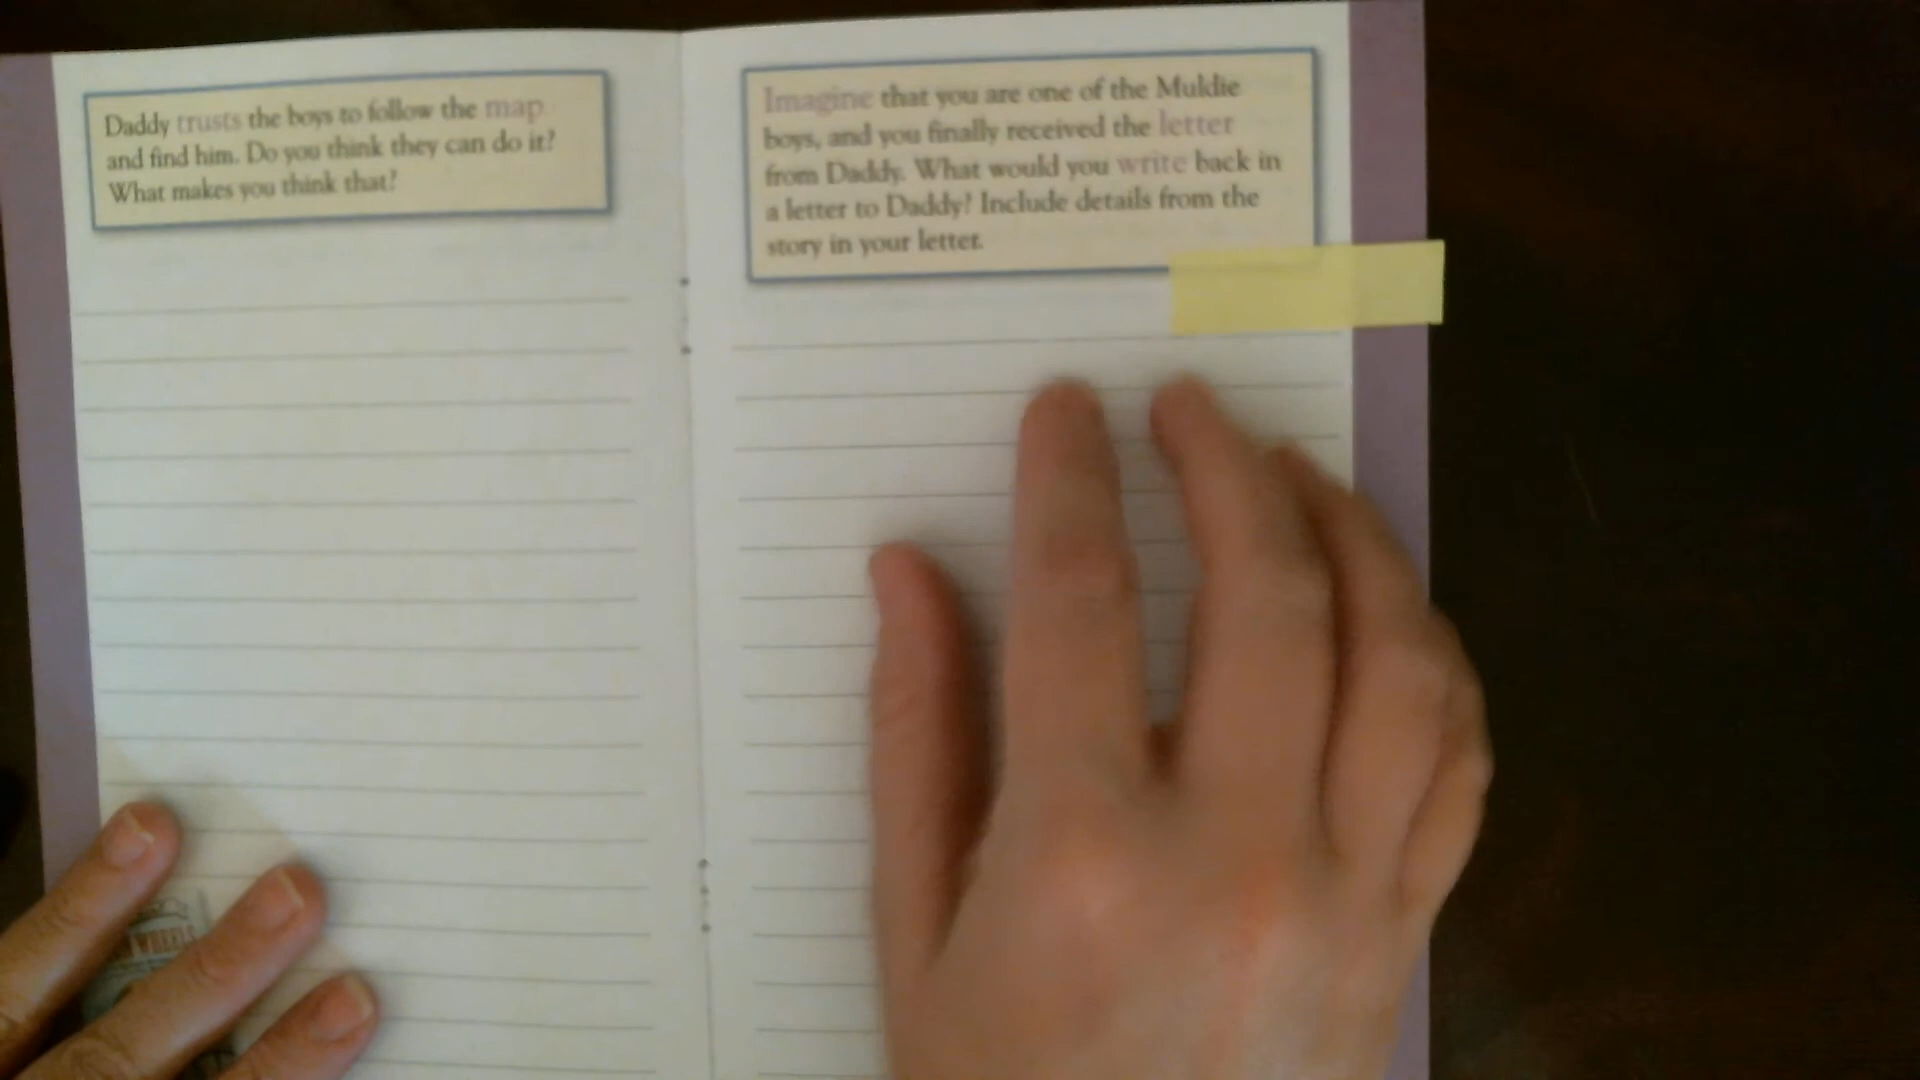 Daddy trusts the boys to follow the map
and find him. Do you think they can do it?
What makes you think that?
Imagine that you are one of the Muldie
boys, and you finally received the letter
from Daddy. What would you write back in
a letter to Daddy? Include details from the
story in your letter.
WHEELS